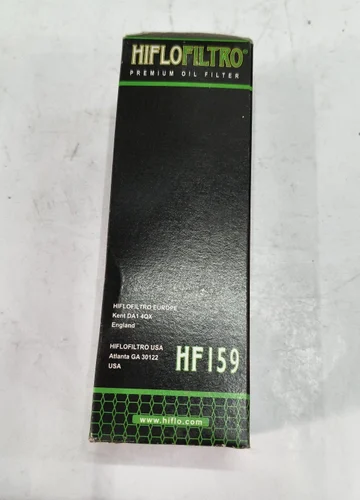 HIFLOFILTRO®
PREMIUM OIL FILTER
HIFLOFILTRO EUROPE
Kent DA1 4QX
England
HIFLOFILTRO USA
Atlanta GA 30122
USA
HF159
www.hiflo.com